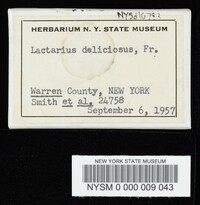 HERBARIUM N. Y. STATE MUSEUM
Lactarius deliciosus, Fr.
Warren County, NEW YORK
Smith et al, 24758
September 6, 1957
NEW YORK STATE MUSEUM
NYSM 0 000 009 043